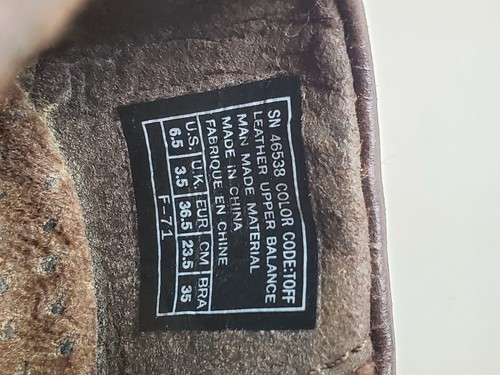 SN 46538 COLOR CODE:TOFF
LEATHER UPPER BALANCE
MAN MADE MATERIAL
MADE IN CHINA
FABRIQUE EN CHINE
U.S. U.K. EUR CM BRA
6.5 3.5 36.5 23.5 35
F-71